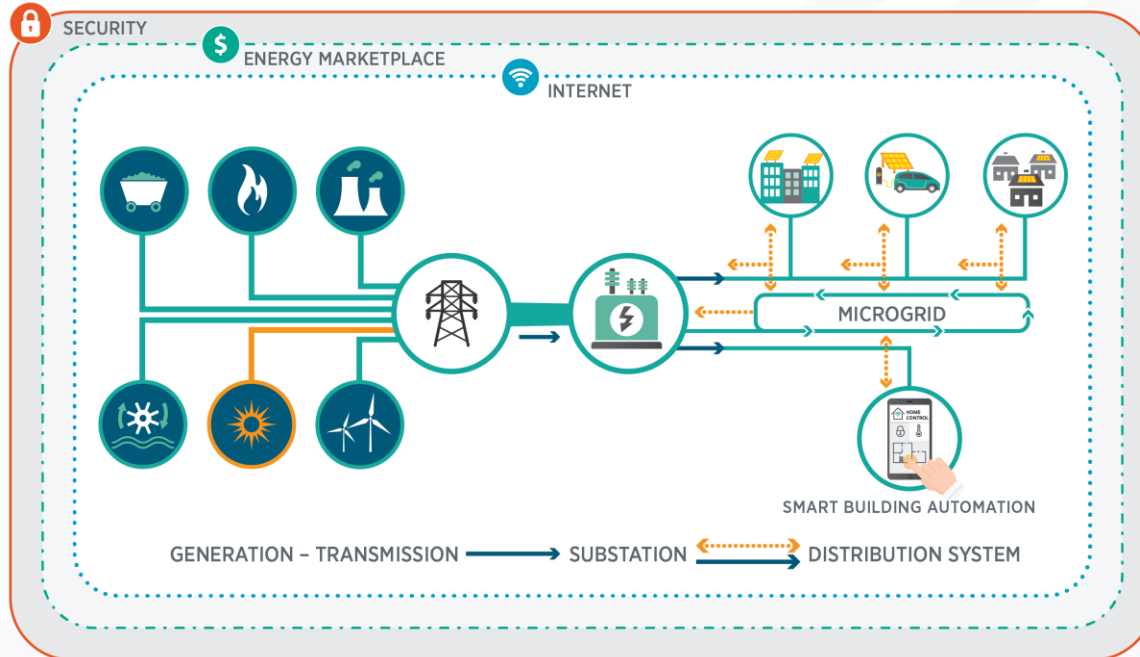 SECURITY
$
ENERGY MARKETPLACE
INTERNET
MICROGRID
HOME
CONTROL
SMART BUILDING AUTOMATION
GENERATION – TRANSMISSION
SUBSTATION
DISTRIBUTION SYSTEM